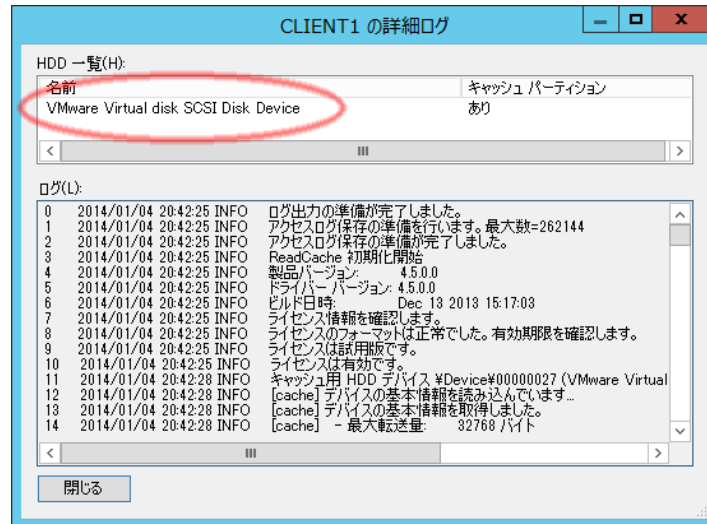 CLIENT1 の詳細ログ
HDD 一覧(H):
名前 キャッシュ パーティション
VMware Virtual disk SCSI Disk Device あり
ログ(L):
0 2014/01/04 20:42:25 INFO ログ出力の準備が完了しました。
1 2014/01/04 20:42:25 INFO アクセスログ保存の準備を行います。最大数=262144
2 2014/01/04 20:42:25 INFO アクセスログ保存の準備が完了しました。
3 2014/01/04 20:42:25 INFO ReadCache 初期化開始
4 2014/01/04 20:42:25 INFO 製品バージョン: 4.5.0.0
5 2014/01/04 20:42:25 INFO ドライバー バージョン: 4.5.0.0
6 2014/01/04 20:42:25 INFO ビルド日時: Dec 13 2013 15:17:03
7 2014/01/04 20:42:25 INFO ライセンス情報を確認します。
8 2014/01/04 20:42:25 INFO ライセンスのフォーマットは正常でした。有効期限を確認します。
9 2014/01/04 20:42:25 INFO ライセンスは試用版です。
10 2014/01/04 20:42:25 INFO ライセンスは有効です。
11 2014/01/04 20:42:28 INFO キャッシュ用 HDD デバイス ¥Device¥00000027 (VMware Virtual
12 2014/01/04 20:42:28 INFO [cache] デバイスの基本情報を読み込んでいます...
13 2014/01/04 20:42:28 INFO [cache] デバイスの基本情報を取得しました。
14 2014/01/04 20:42:28 INFO [cache] - 最大転送量: 32768 バイト
閉じる